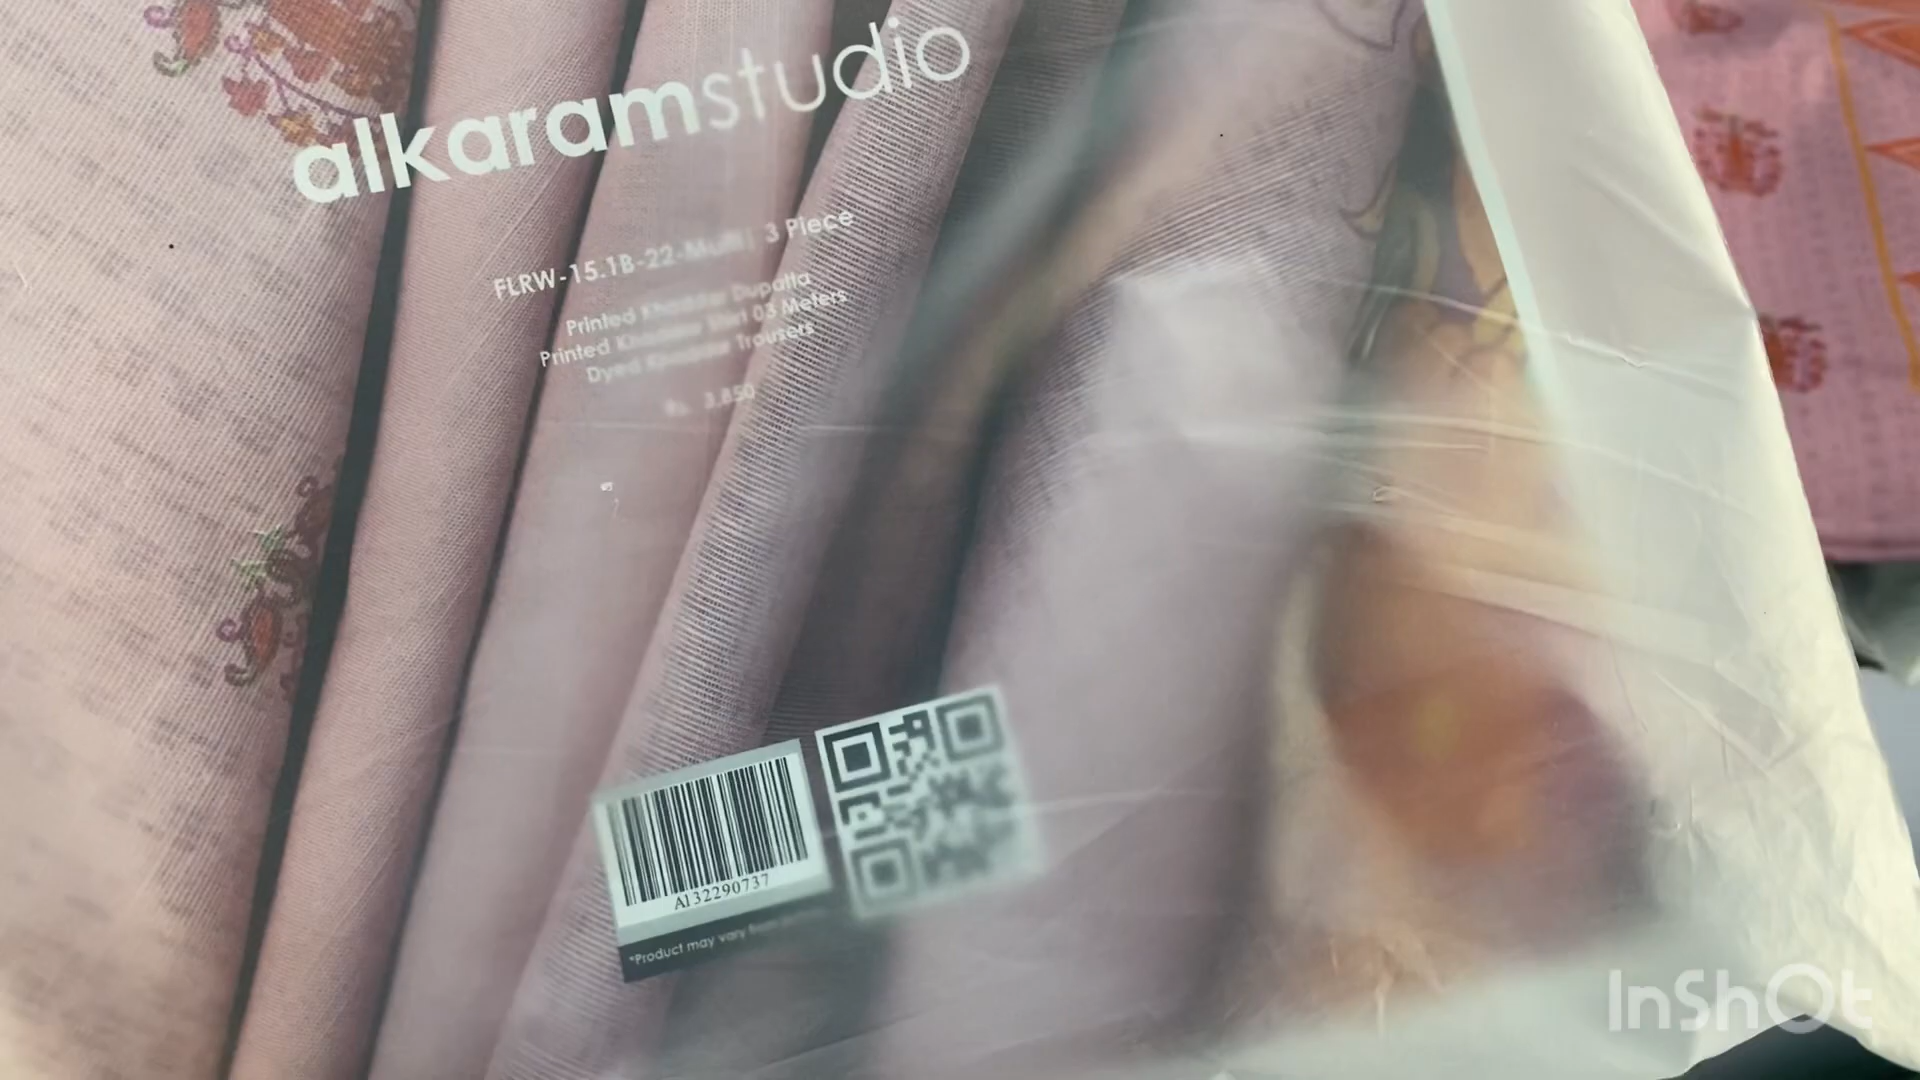 alkaramstudio
FLRW-15.1B-22-Multi| 3 Piece
Printed Khaddar Dupatta
Printed Khaddar Shirt 03 Meters
Dyed Khaddar Trousers
Rs. 3,850
A132290737
*Product may vary from
InShOt